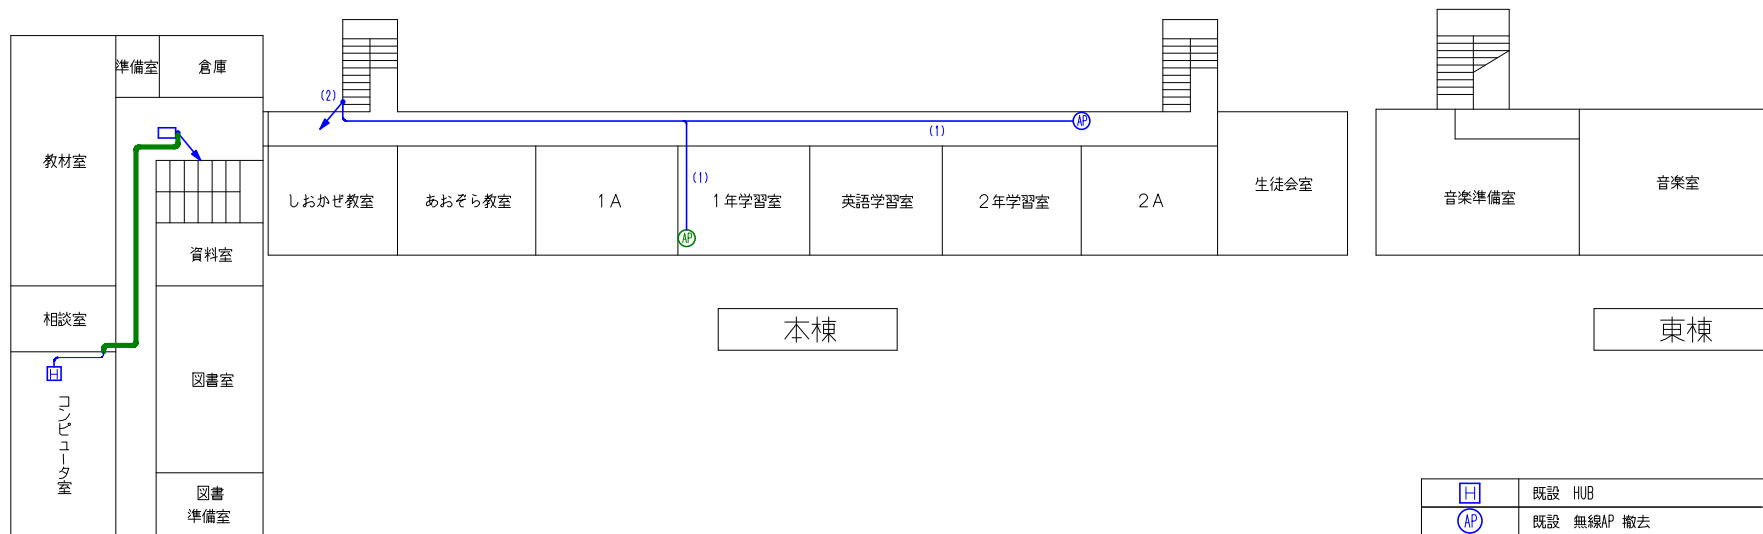 準備室
倉庫
教材室
(2)
(1)
AP
(1)
AP
しおかぜ教室
あおぞら教室
1A
1年学習室
英語学習室
2年学習室
2A
生徒会室
音楽準備室
音楽室
資料室
相談室
H
コンピュータ室
図書室
図書
準備室
本棟
東棟
H 既設 HUB
AP 既設 無線AP 撤去